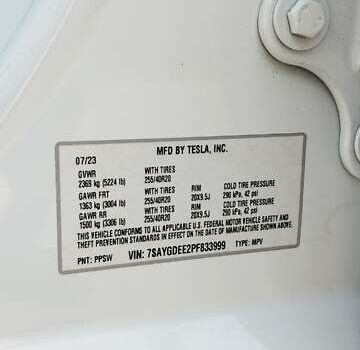 07/23 MFD BY TESLA, INC.
GVWR WITH TIRES
2369 kg (5224 lb) 255/40R20
GAWR FRT WITH TIRES RIM COLD TIRE PRESSURE
1363 kg (3004 lb) 255/40R20 20X9.5J 290 kPa, 42 psi
GAWR RR WITH TIRES RIM COLD TIRE PRESSURE
1500 kg (3306 lb) 255/40R20 20X9.5J 290 kPa, 42 psi
THIS VEHICLE CONFORMS TO ALL APPLICABLE U.S. FEDERAL MOTOR VEHICLE SAFETY AND
THEFT PREVENTION STANDARDS IN EFFECT ON THE DATE OF MANUFACTURE SHOWN ABOVE.
PNT: PPSW VIN: 7SAYGDEE2PF833999 TYPE: MPV